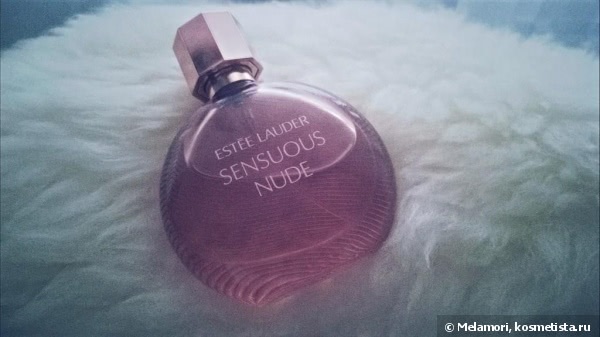 ESTĒE LAUDER
SENSUOUS
NUDE
© Melamori, kosmetista.ru